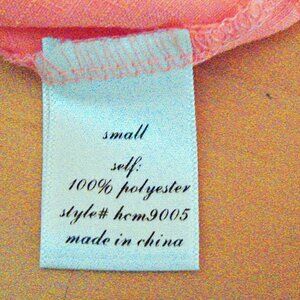 small
self:
100% polyester
style# hcm9005
made in china